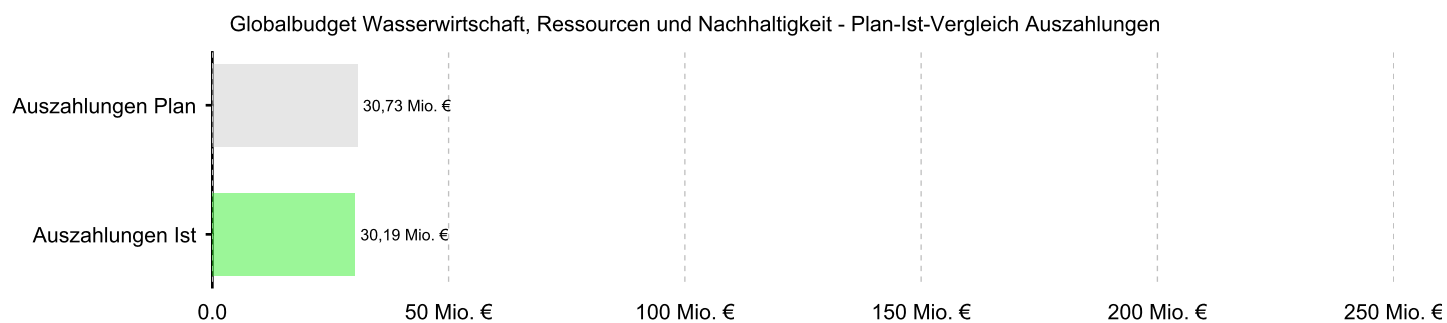 Globalbudget Wasserwirtschaft, Ressourcen und Nachhaltigkeit - Plan-Ist-Vergleich Auszahlungen
Auszahlungen Plan
30,73 Mio. €
Auszahlungen Ist
30,19 Mio. €
0.0 50 Mio. € 100 Mio. € 150 Mio. € 200 Mio. € 250 Mio. €